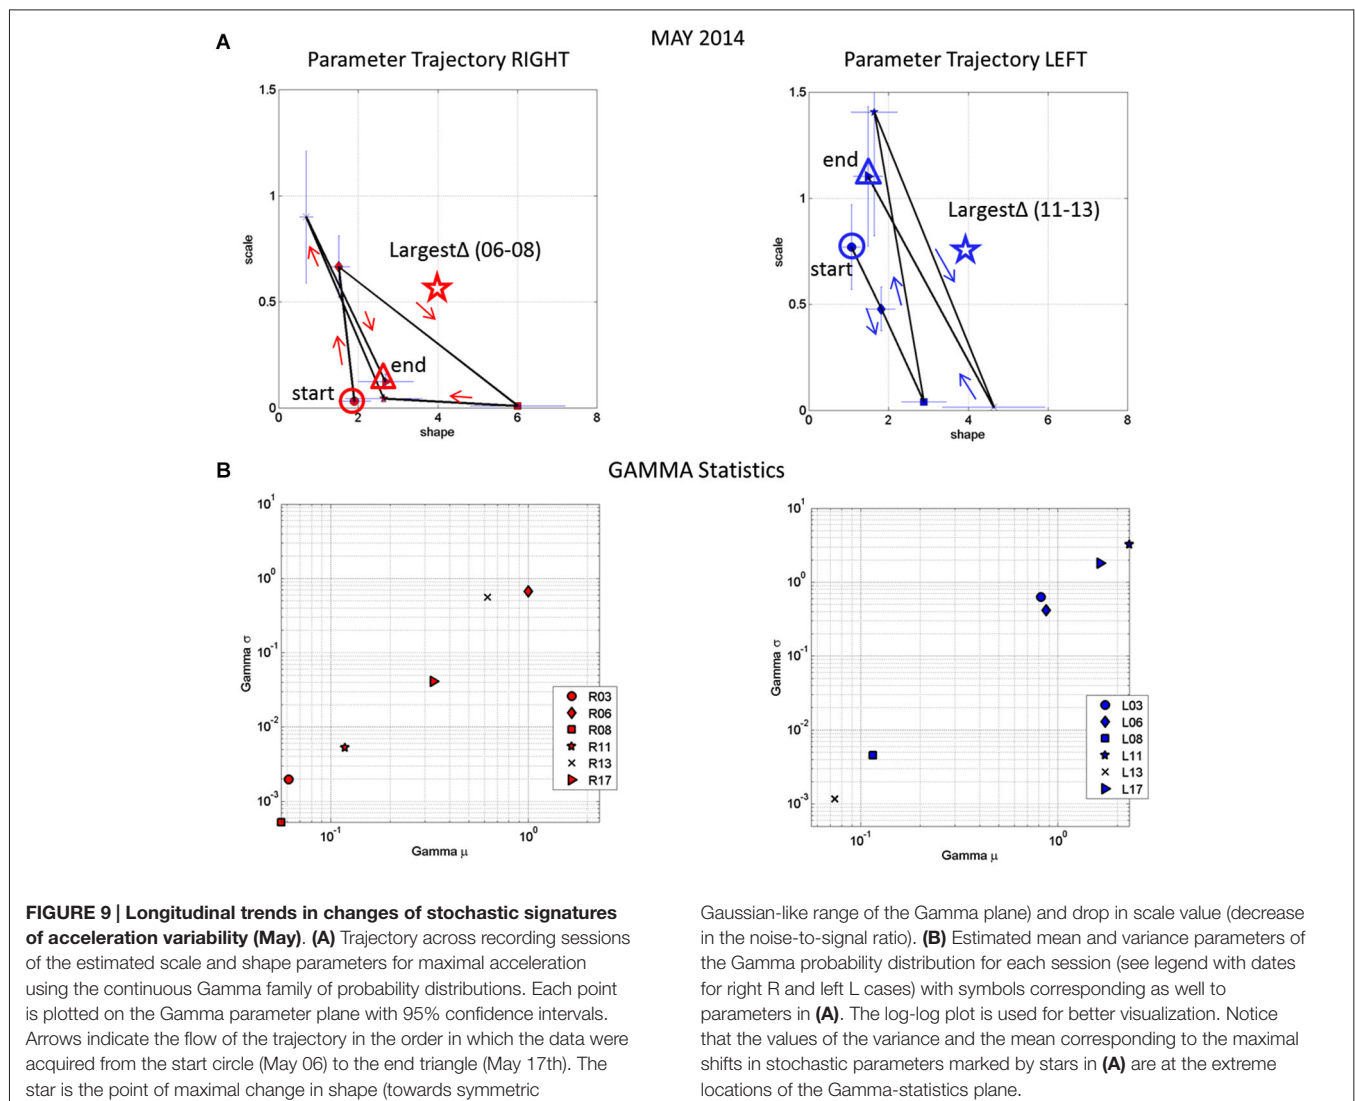 A
MAY 2014
Parameter Trajectory RIGHT
1.5
1
0.5
0
scale
2
4
6
8
shape
Largest∆ (06-08)
start
end
Parameter Trajectory LEFT
1.5
1
0.5
0
scale
2
4
6
8
shape
end
start
Largest∆ (11-13)
B
GAMMA Statistics
10^1
10^0
10^-1
10^-2
10^-3
Gamma σ
10^-1
10^0
Gamma μ
R03
R06
R08
R11
R13
R17
10^1
10^0
10^-1
10^-2
10^-3
Gamma σ
10^-1
10^0
Gamma μ
L03
L06
L08
L11
L13
L17
FIGURE 9 | Longitudinal trends in changes of stochastic signatures
of acceleration variability (May). (A) Trajectory across recording sessions
of the estimated scale and shape parameters for maximal acceleration
using the continuous Gamma family of probability distributions. Each point
is plotted on the Gamma parameter plane with 95% confidence intervals.
Arrows indicate the flow of the trajectory in the order in which the data were
acquired from the start circle (May 06) to the end triangle (May 17th). The
star is the point of maximal change in shape (towards symmetric
Gaussian-like range of the Gamma plane) and drop in scale value (decrease
in the noise-to-signal ratio). (B) Estimated mean and variance parameters of
the Gamma probability distribution for each session (see legend with dates
for right R and left L cases) with symbols corresponding as well to
parameters in (A). The log-log plot is used for better visualization. Notice
that the values of the variance and the mean corresponding to the maximal
shifts in stochastic parameters marked by stars in (A) are at the extreme
locations of the Gamma-statistics plane.